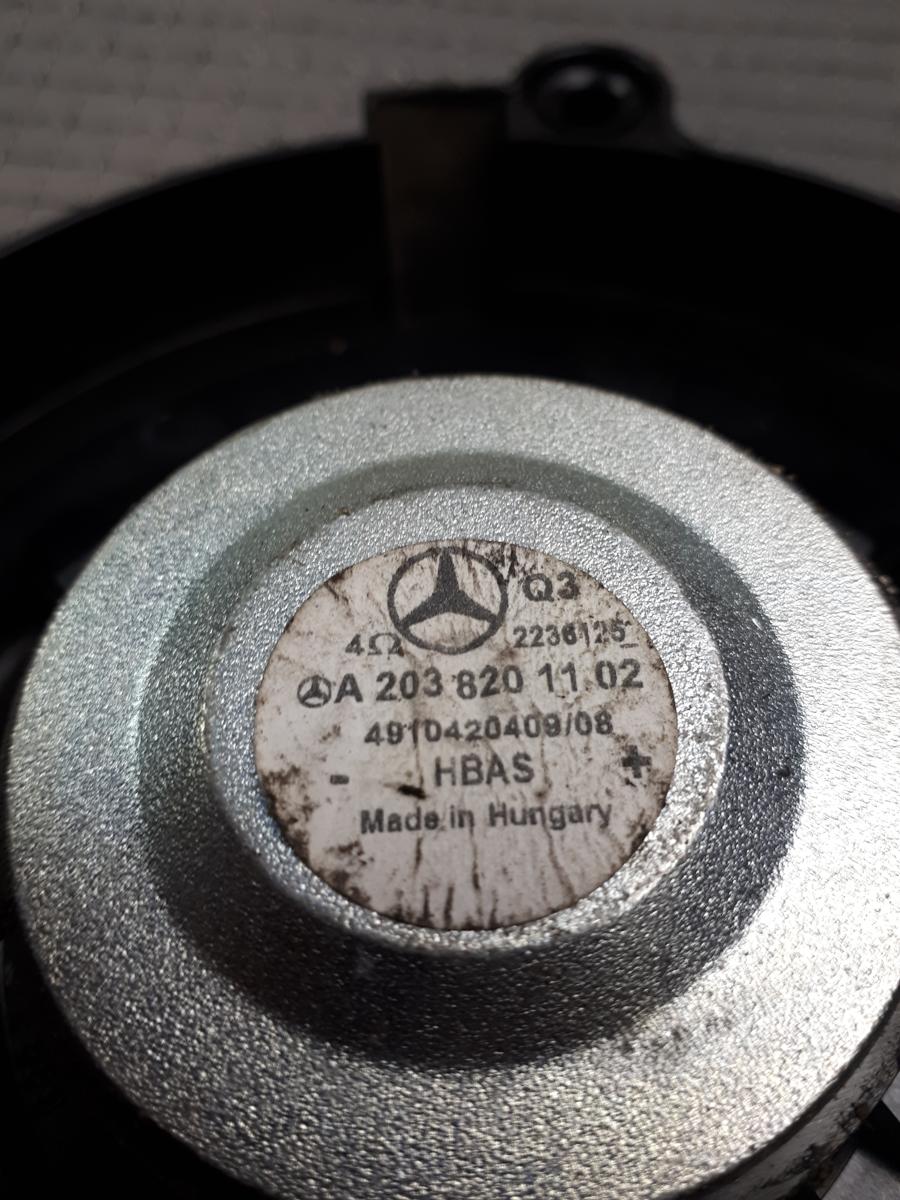 Q3
4Ω 2236125
A 203 820 11 02
4910420409/08
- HBAS +
Made in Hungary